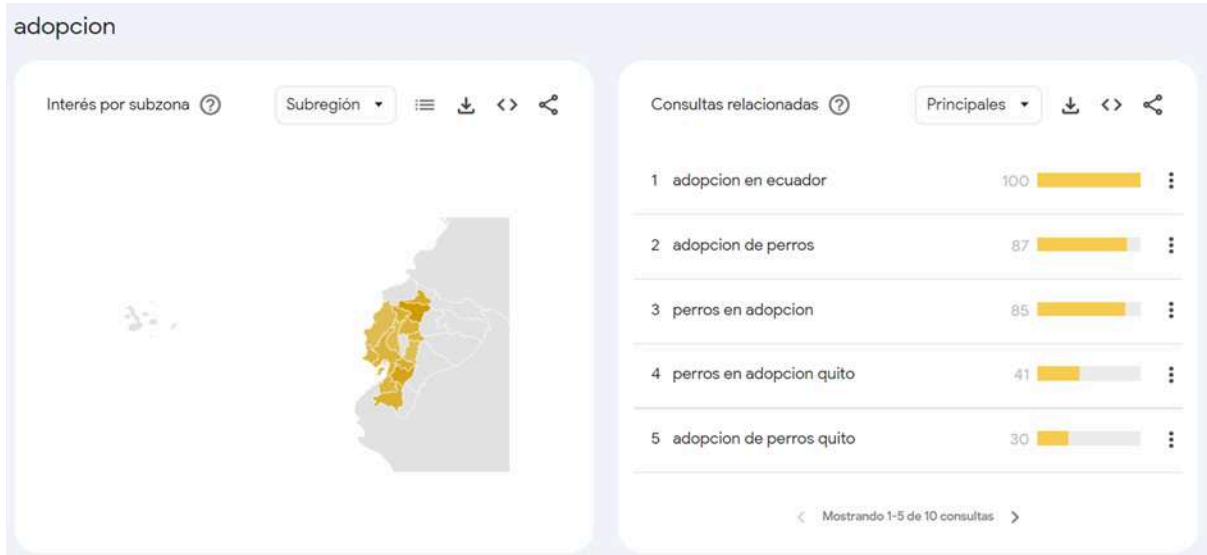 adopcion
Interés por subzona
Subregión
Consultas relacionadas
Principales
1 adopcion en ecuador 100
2 adopcion de perros 87
3 perros en adopcion 85
4 perros en adopcion quito 41
5 adopcion de perros quito 30
Mostrando 1-5 de 10 consultas